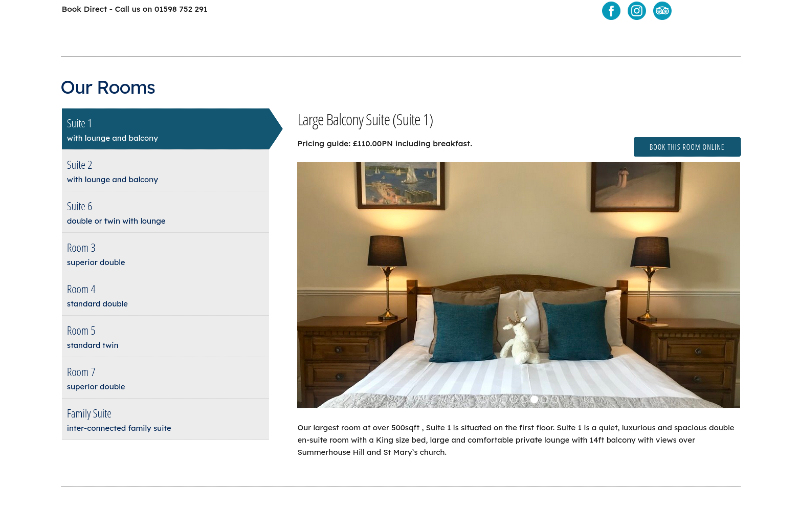 Book Direct - Call us on 01598 752 291
Our Rooms
Suite 1
with lounge and balcony
Suite 2
with lounge and balcony
Suite 6
double or twin with lounge
Room 3
superior double
Room 4
standard double
Room 5
standard twin
Room 7
superior double
Family Suite
inter-connected family suite
Large Balcony Suite (Suite 1)
Pricing guide: £110.00PN including breakfast.
BOOK THIS ROOM ONLINE
Our largest room at over 500sqft , Suite 1 is situated on the first floor. Suite 1 is a quiet, luxurious and spacious double
en-suite room with a King size bed, large and comfortable private lounge with 14ft balcony with views over
Summerhouse Hill and St Mary's church.